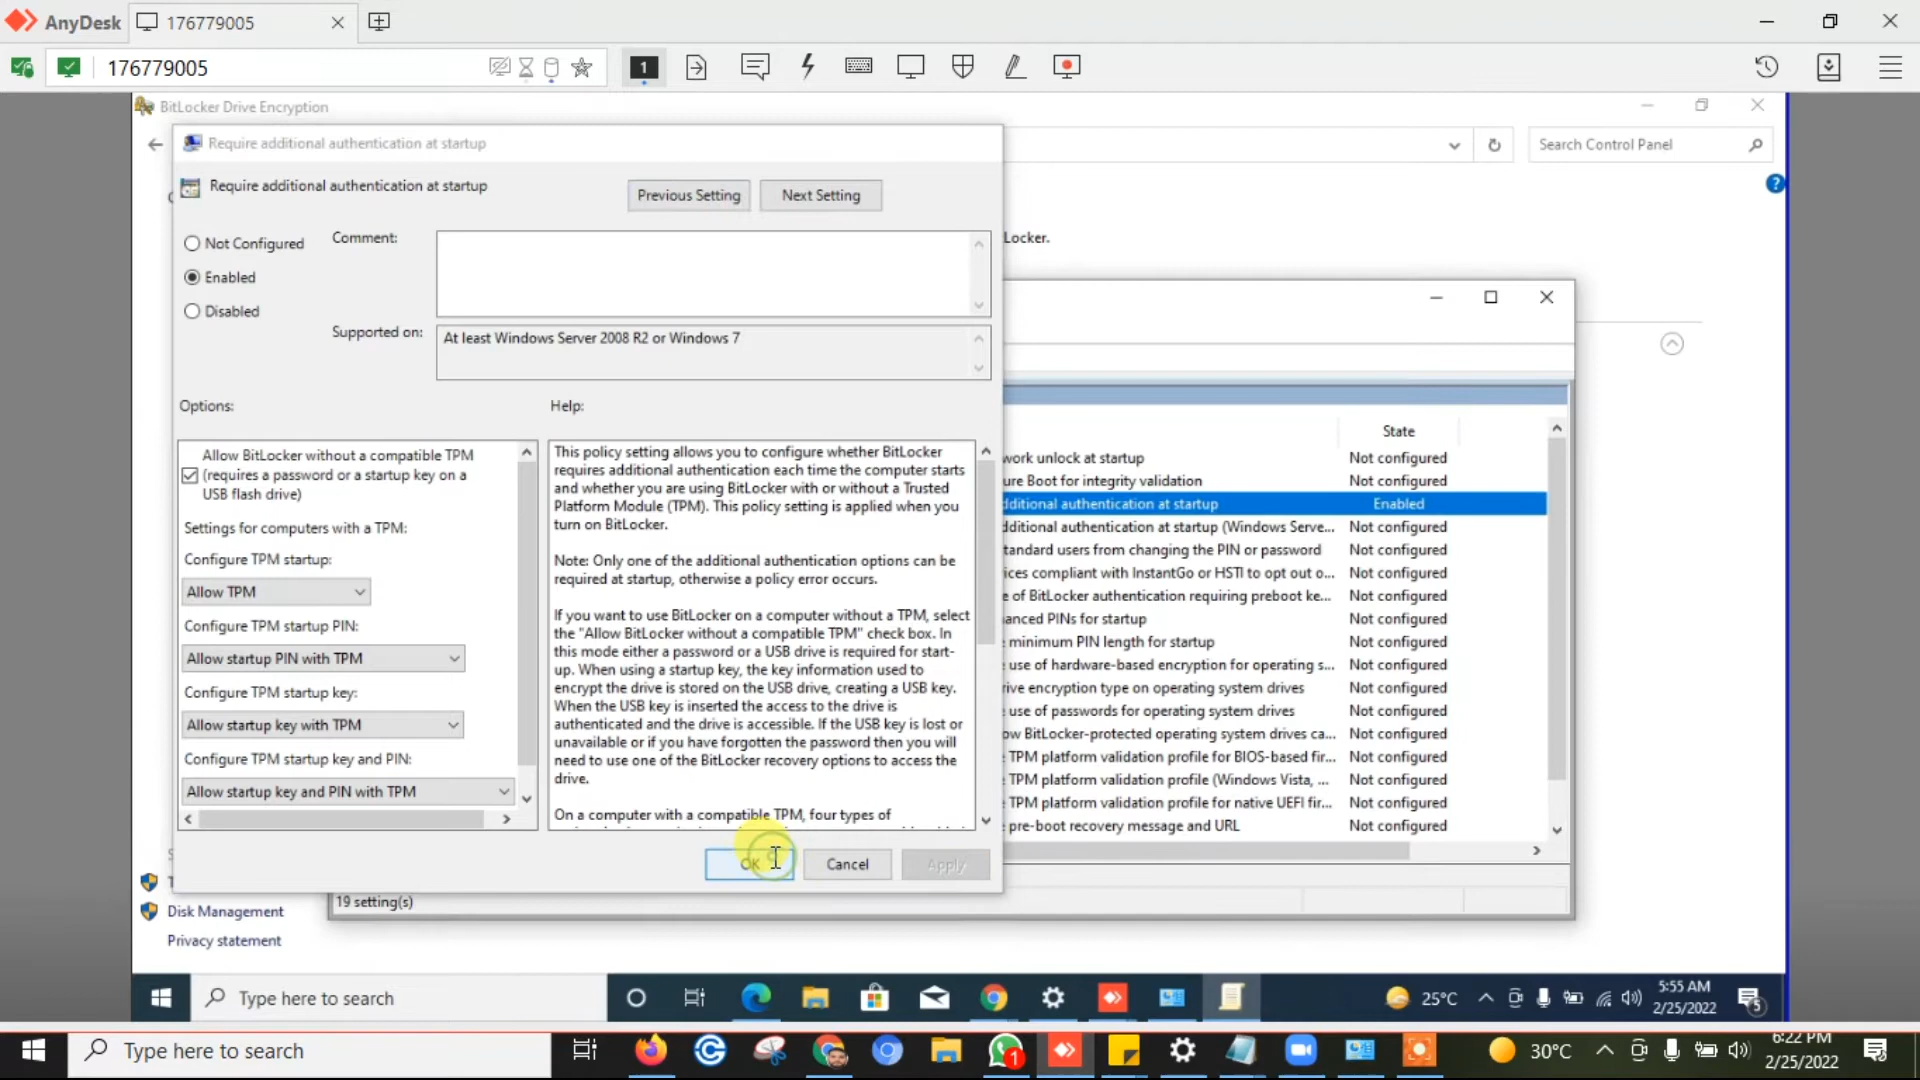 AnyDesk
176779005
176779005
1
BitLocker Drive Encryption
Require additional authentication at startup
Search Control Panel
Require additional authentication at startup
Previous Setting
Next Setting
Not Configured
Comment:
Enabled
Disabled
Supported on:
At least Windows Server 2008 R2 or Windows 7
Locker.
Options:
Help:
Allow BitLocker without a compatible TPM
(requires a password or a startup key on a
USB flash drive)
Settings for computers with a TPM:
Configure TPM startup:
Allow TPM
Configure TPM startup PIN:
Allow startup PIN with TPM
Configure TPM startup key:
Allow startup key with TPM
Configure TPM startup key and PIN:
Allow startup key and PIN with TPM
This policy setting allows you to configure whether BitLocker
requires additional authentication each time the computer starts
and whether you are using BitLocker with or without a Trusted
Platform Module (TPM). This policy setting is applied when you
turn on BitLocker.
Note: Only one of the additional authentication options can be
required at startup, otherwise a policy error occurs.
If you want to use BitLocker on a computer without a TPM, select
the "Allow BitLocker without a compatible TPM" check box. In
this mode either a password or a USB drive is required for start-
up. When using a startup key, the key information used to
encrypt the drive is stored on the USB drive, creating a USB key.
When the USB key is inserted the access to the drive is
authenticated and the drive is accessible. If the USB key is lost or
unavailable or if you have forgotten the password then you will
need to use one of the BitLocker recovery options to access the
drive.
On a computer with a compatible TPM, four types of
OK
Cancel
Apply
State
work unlock at startup Not configured
ure Boot for integrity validation Not configured
dditional authentication at startup Enabled
dditional authentication at startup (Windows Serve... Not configured
tandard users from changing the PIN or password Not configured
ices compliant with InstantGo or HSTI to opt out o... Not configured
e of BitLocker authentication requiring preboot ke... Not configured
anced PINs for startup Not configured
minimum PIN length for startup Not configured
use of hardware-based encryption for operating s... Not configured
rive encryption type on operating system drives Not configured
use of passwords for operating system drives Not configured
ow BitLocker-protected operating system drives ca... Not configured
TPM platform validation profile for BIOS-based fir... Not configured
TPM platform validation profile (Windows Vista, ... Not configured
TPM platform validation profile for native UEFI fir... Not configured
pre-boot recovery message and URL Not configured
19 setting(s)
Disk Management
Privacy statement
Type here to search
25°C
5:55 AM
2/25/2022
5
Type here to search
1
30°C
6:22 PM
2/25/2022